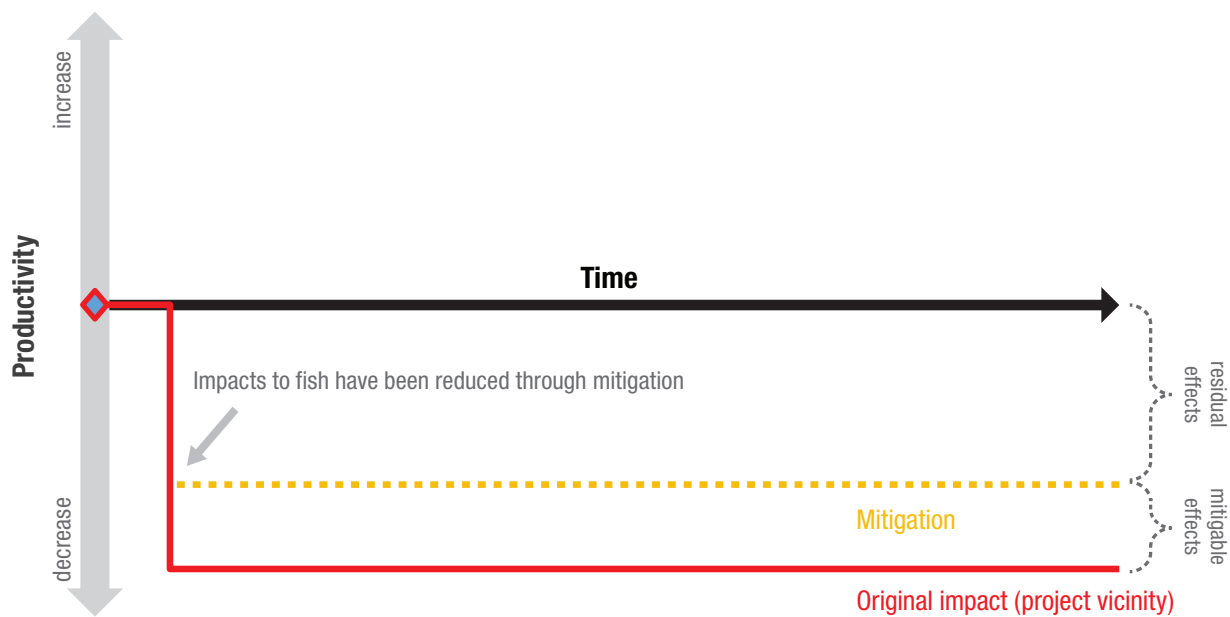 increase
Productivity
decrease
Time
Impacts to fish have been reduced through mitigation
Mitigation
Original impact (project vicinity)
residual
effects
mitigable
effects